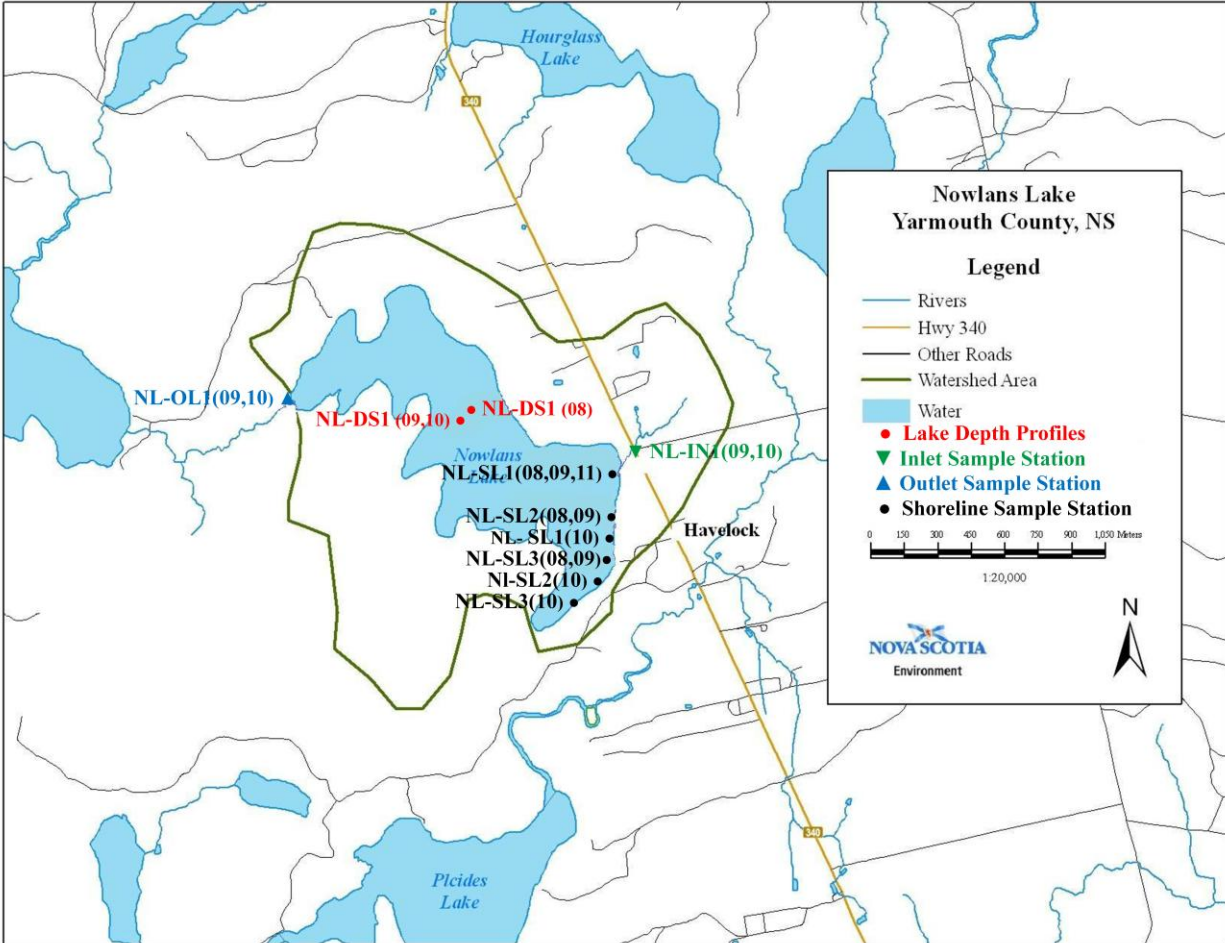 Hourglass
Lake
340
NL-OL1(09,10)
NL-DS1 (08)
NL-DS1 (09,10)
NL-IN1(09,10)
Nowlans
Lake
NL-SL1(08,09,11)
NL-SL2(08,09)
NL- SL1(10)
NL-SL3(08,09)
Nl-SL2(10)
NL-SL3(10)
Havelock
340
Plcides
Lake
Nowlans Lake
Yarmouth County, NS
Legend
Rivers
Hwy 340
Other Roads
Watershed Area
Water
Lake Depth Profiles
Inlet Sample Station
Outlet Sample Station
Shoreline Sample Station
0 150 300 450 600 750 900 1,050 Meters
1:20,000
N
NOVA SCOTIA
Environment